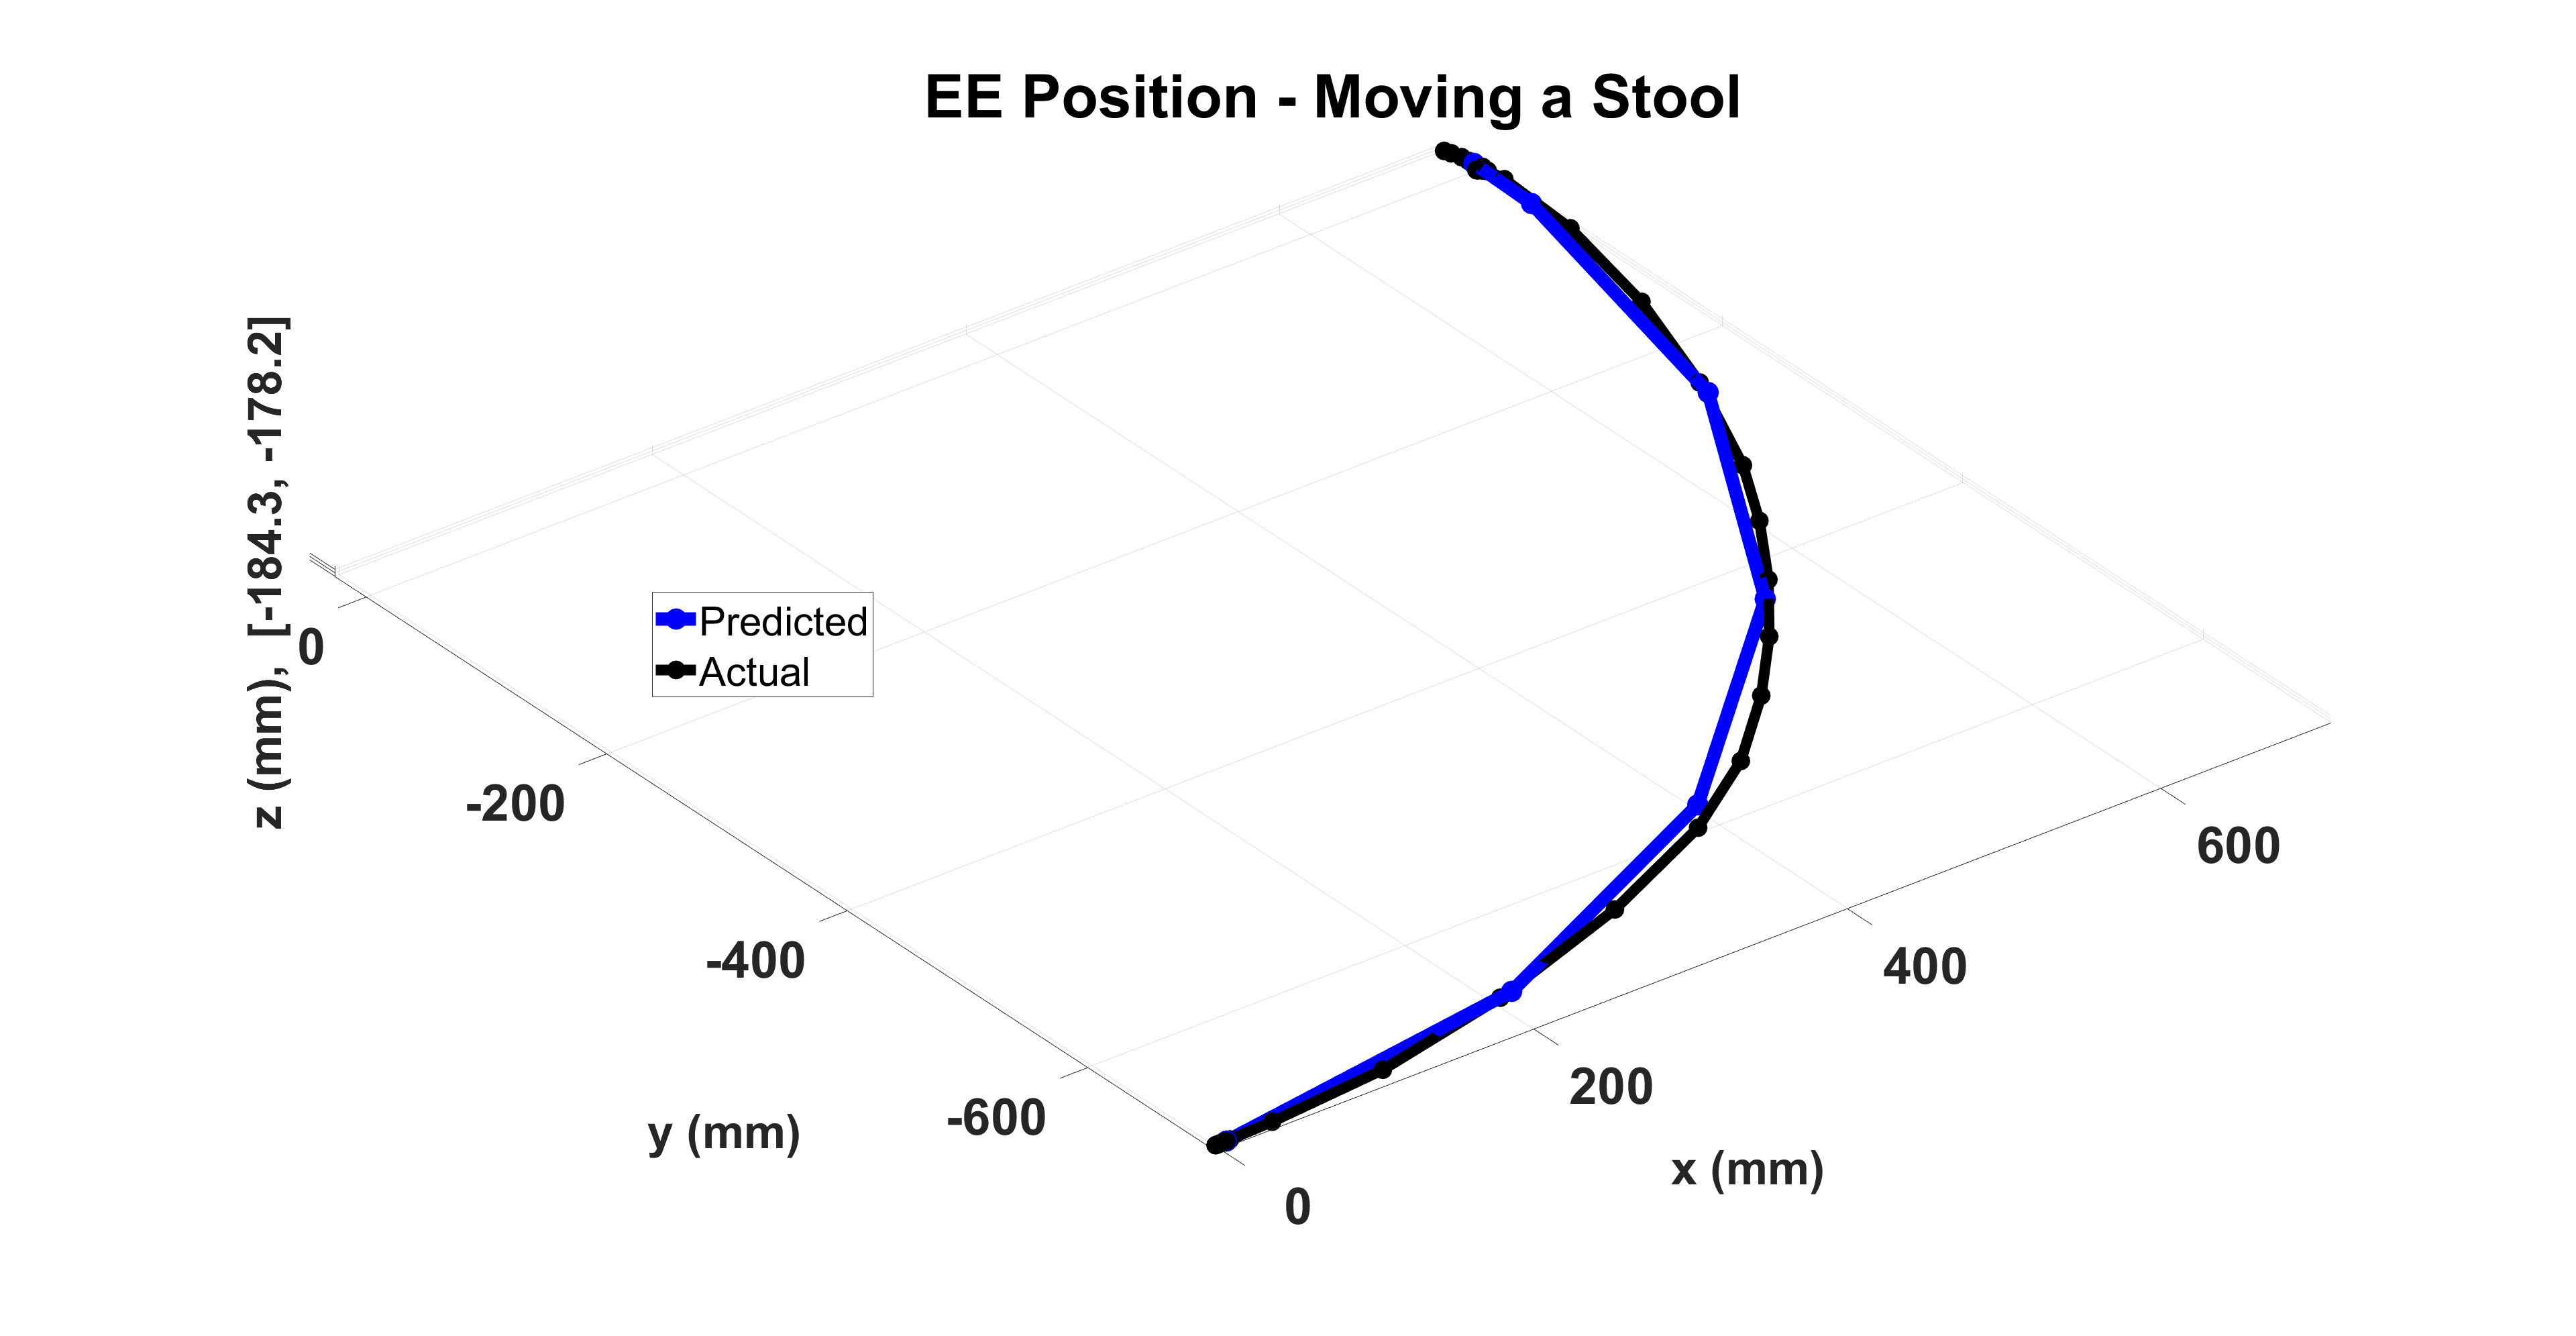 EE Position - Moving a Stool
z (mm), [-184.3, -178.2]
Predicted
Actual
0
-200
-400
-600
y (mm)
0
200
400
600
x (mm)